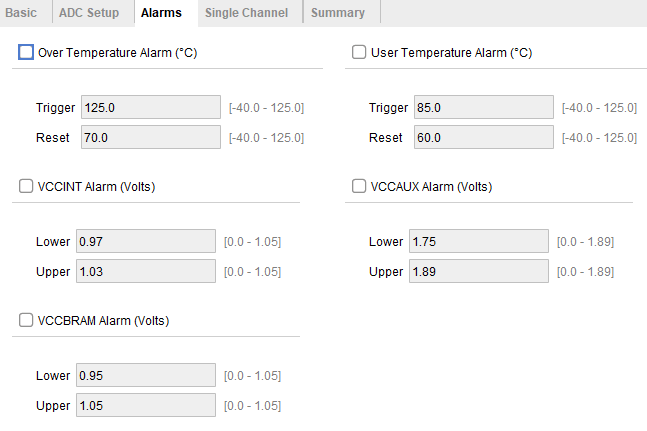 Basic ADC Setup Alarms Single Channel Summary
Over Temperature Alarm (°C) User Temperature Alarm (°C)
Trigger 125.0 [-40.0 - 125.0] Trigger 85.0 [-40.0 - 125.0]
Reset 70.0 [-40.0 - 125.0] Reset 60.0 [-40.0 - 125.0]
VCCINT Alarm (Volts) VCCAUX Alarm (Volts)
Lower 0.97 [0.0 - 1.05] Lower 1.75 [0.0 - 1.89]
Upper 1.03 [0.0 - 1.05] Upper 1.89 [0.0 - 1.89]
VCCBRAM Alarm (Volts)
Lower 0.95 [0.0 - 1.05]
Upper 1.05 [0.0 - 1.05]